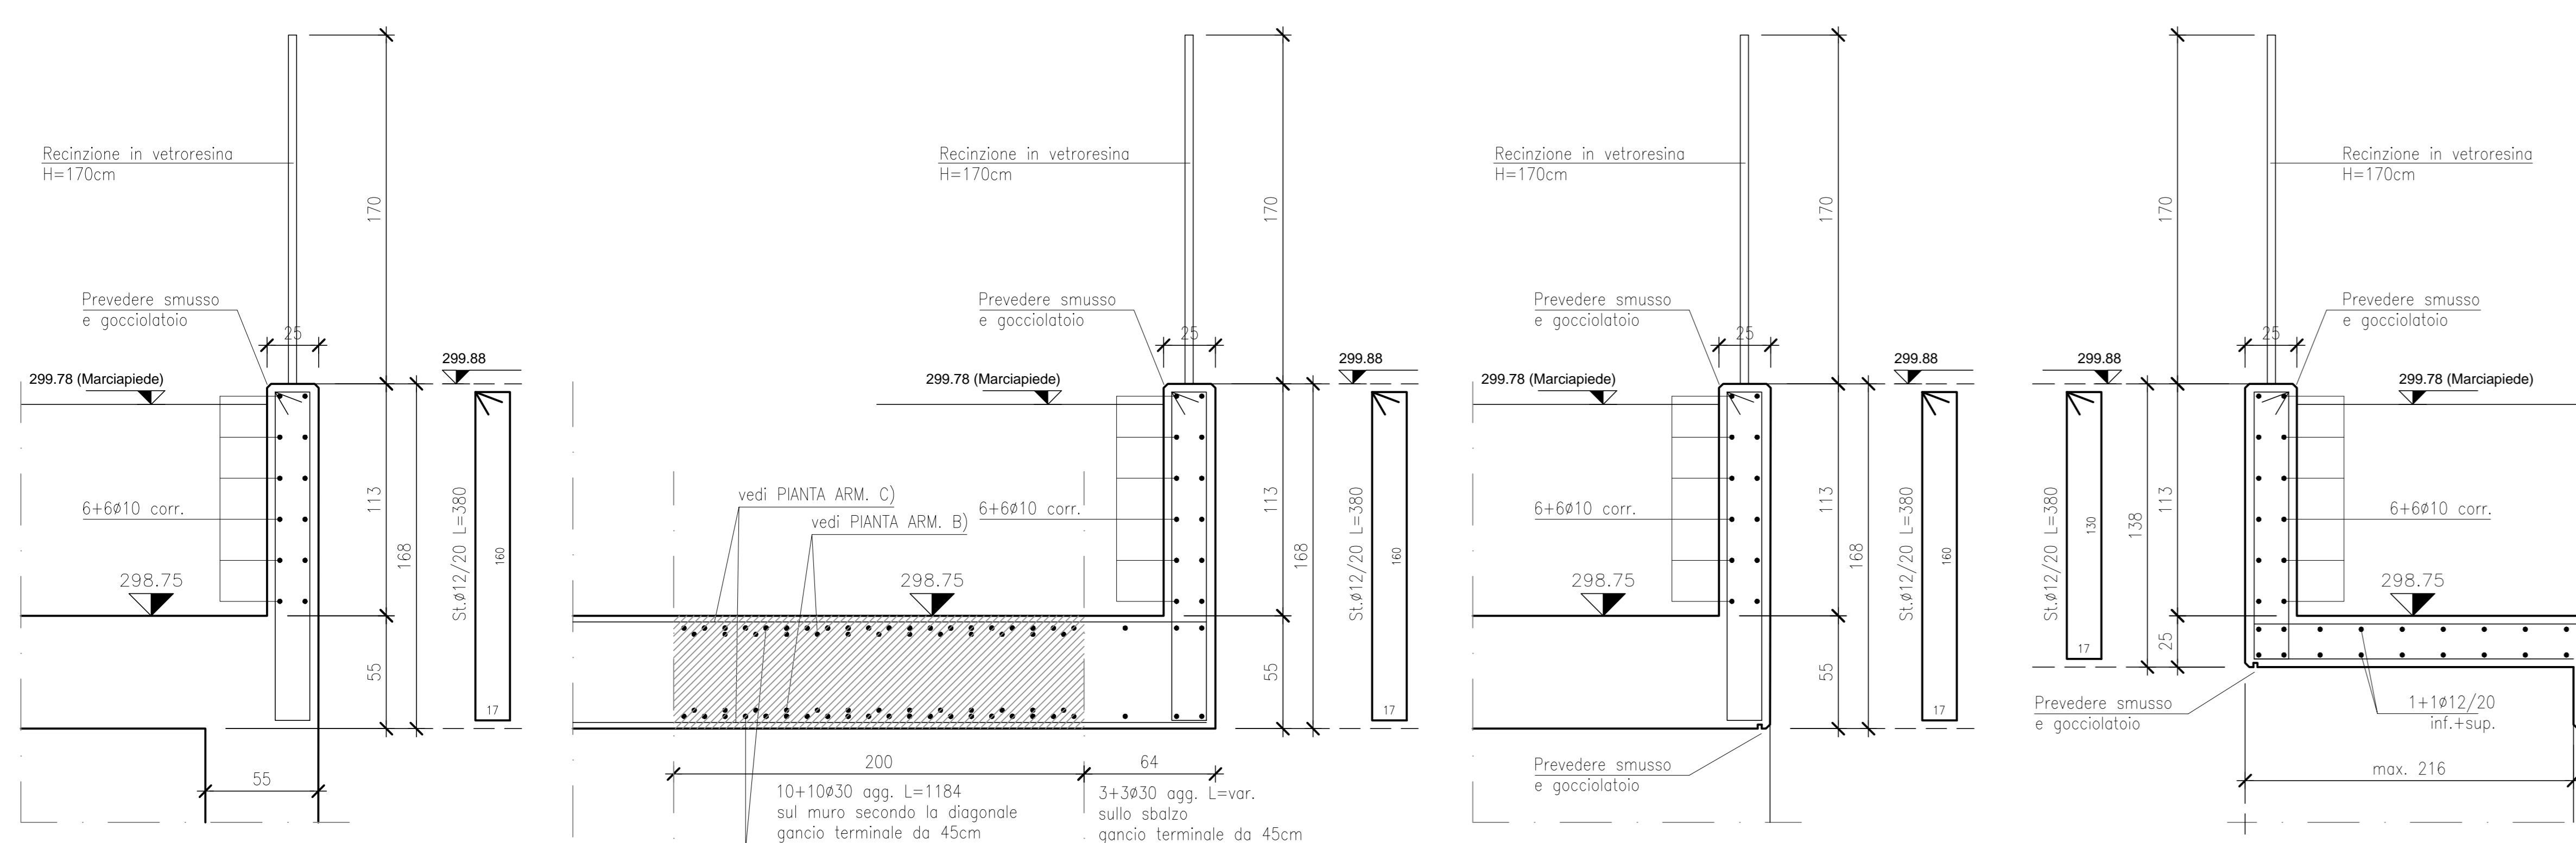 Recinzione in vetroresina
H=170cm
170
Prevedere smusso
e gocciolatoio
25
299.88
299.78 (Marciapiede)
6+6ø10 corr.
113
168
St.ø12/20 L=380
160
298.75
55
17
55
Recinzione in vetroresina
H=170cm
170
Prevedere smusso
e gocciolatoio
25
299.88
299.78 (Marciapiede)
vedi PIANTA ARM. C)
6+6ø10 corr.
vedi PIANTA ARM. B)
113
168
St.ø12/20 L=380
160
298.75
55
17
200
64
10+10ø30 agg. L=1184
sul muro secondo la diagonale
gancio terminale da 45cm
3+3ø30 agg. L=var.
sullo sbalzo
gancio terminale da 45cm
Recinzione in vetroresina
H=170cm
170
Prevedere smusso
e gocciolatoio
25
299.88
299.78 (Marciapiede)
6+6ø10 corr.
113
168
St.ø12/20 L=380
160
298.75
55
17
Prevedere smusso
e gocciolatoio
Recinzione in vetroresina
H=170cm
170
Prevedere smusso
e gocciolatoio
25
299.88
299.78 (Marciapiede)
St.ø12/20 L=380
130
138
113
6+6ø10 corr.
298.75
17
25
Prevedere smusso
e gocciolatoio
1+1ø12/20
inf.+sup.
max. 216